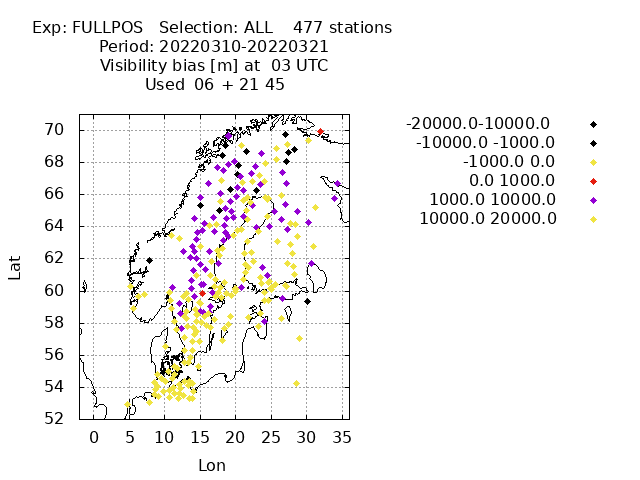 Exp: FULLPOS   Selection: ALL    477 stations
Period: 20220310-20220321
Visibility bias [m] at  03 UTC
Used  06 + 21 45
-20000.0-10000.0
-10000.0 -1000.0
-1000.0 0.0
0.0 1000.0
1000.0 10000.0
10000.0 20000.0
70
68
66
64
62
60
58
56
54
52
Lat
0 5 10 15 20 25 30 35
Lon